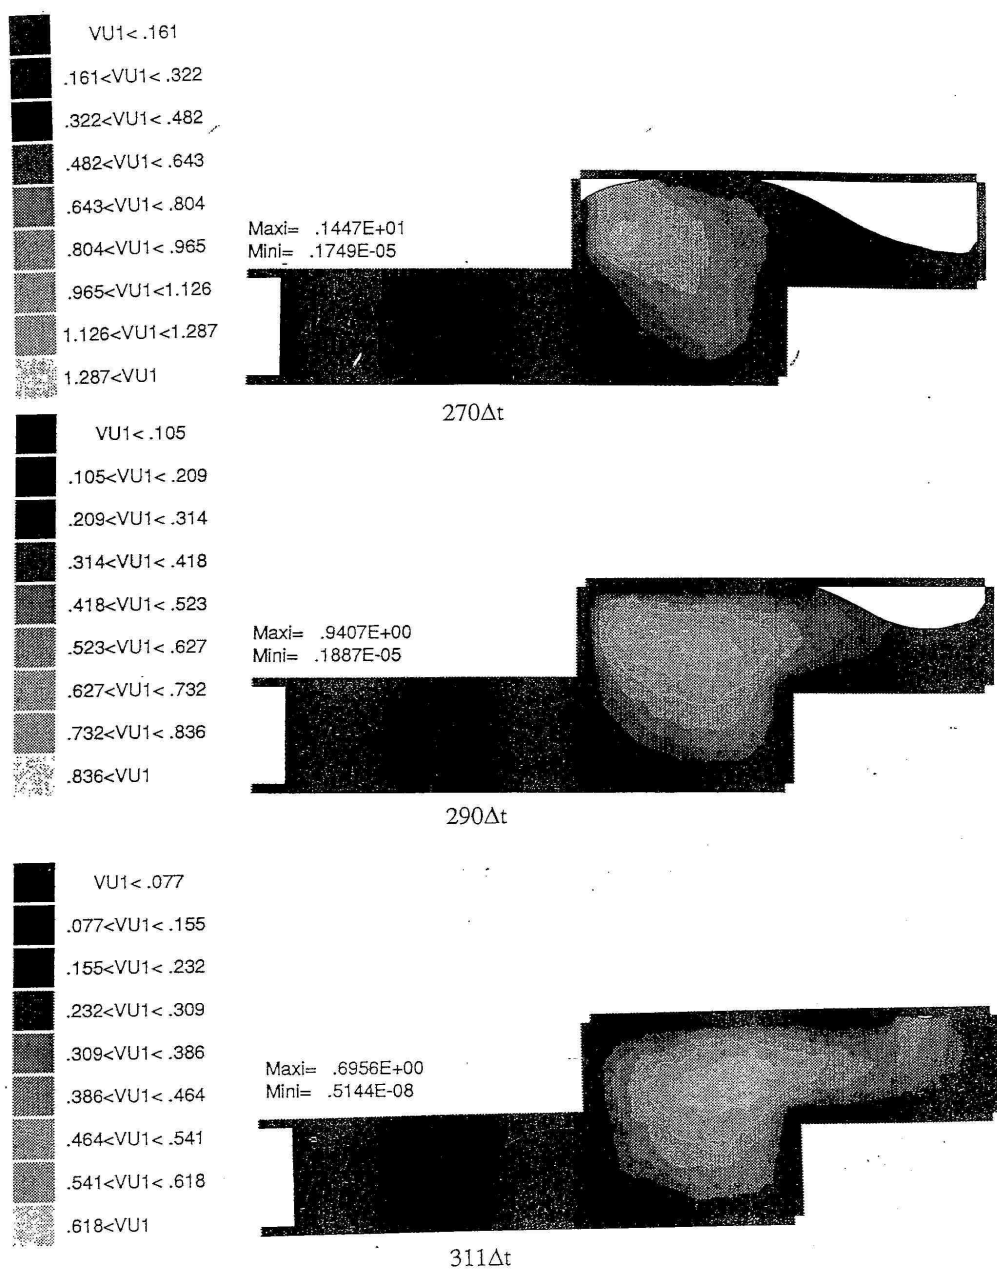 VU1< .161
.161<VU1< .322
.322<VU1< .482
.482<VU1< .643
.643<VU1< .804
.804<VU1< .965
.965<VU1<1.126
1.126<VU1<1.287
1.287<VU1
Maxi= .1447E+01
Mini= .1749E-05
270Δt
VU1< .105
.105<VU1< .209
.209<VU1< .314
.314<VU1< .418
.418<VU1< .523
.523<VU1< .627
.627<VU1< .732
.732<VU1< .836
.836<VU1
Maxi= .9407E+00
Mini= .1887E-05
290Δt
VU1< .077
.077<VU1< .155
.155<VU1< .232
.232<VU1< .309
.309<VU1< .386
.386<VU1< .464
.464<VU1< .541
.541<VU1< .618
.618<VU1
Maxi= .6956E+00
Mini= .5144E-08
311Δt